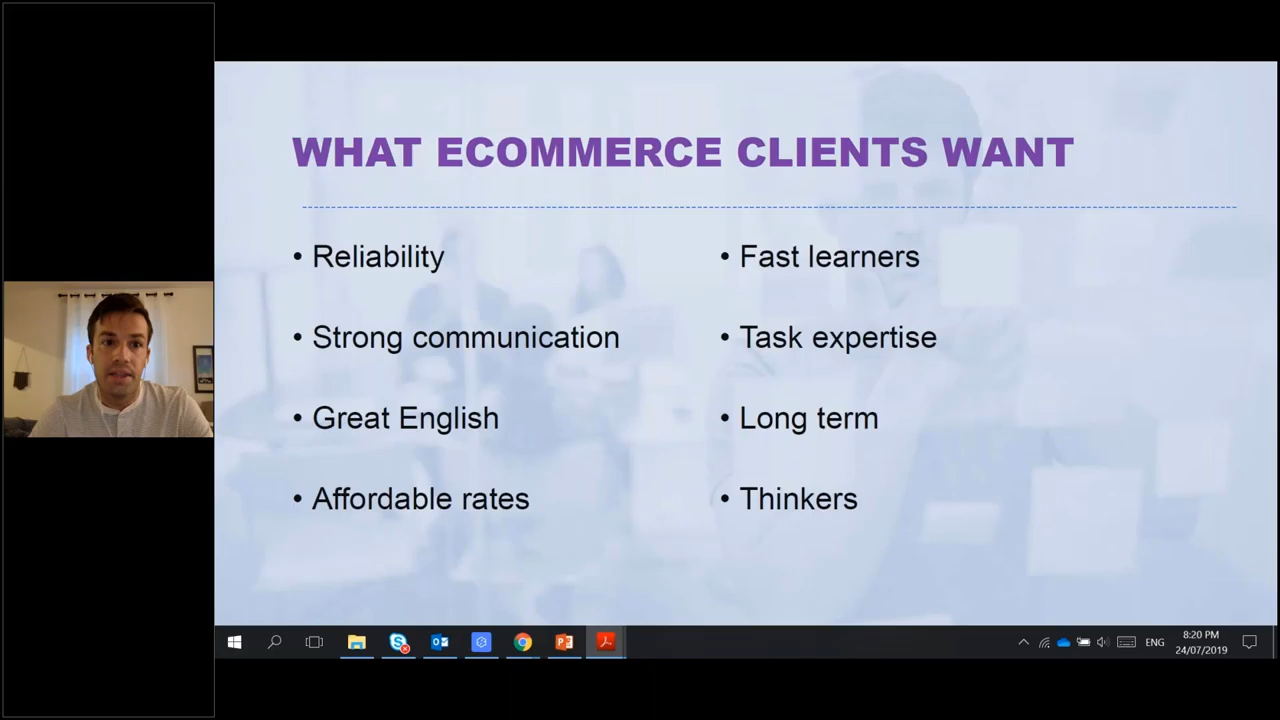 WHAT ECOMMERCE CLIENTS WANT
• Reliability
• Strong communication
• Great English
• Affordable rates
• Fast learners
• Task expertise
• Long term
• Thinkers
ENG
8:20 PM
24/07/2019